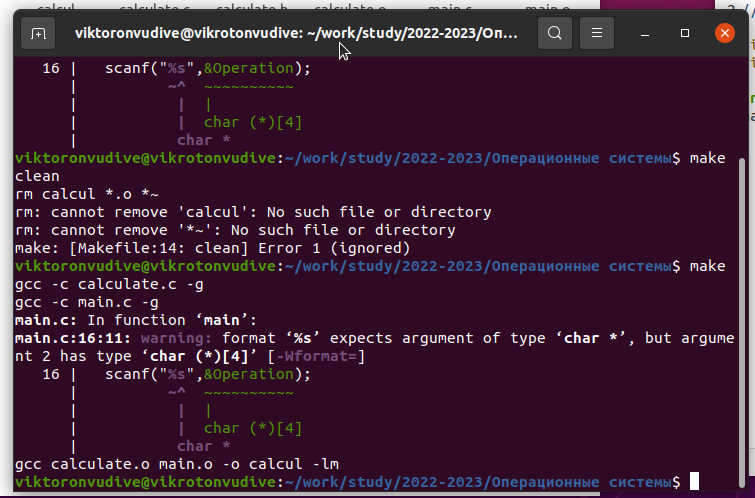 viktoronvudive@vikrotonvudive: ~/work/study/2022-2023/Оп...
16 | scanf("%s",&Operation);
| ~^ ~~~~~~~~~~
| | |
| | char (*)[4]
| char *
viktoronvudive@vikrotonvudive:~/work/study/2022-2023/Операционные системы$ make
clean
rm calcul *.o *~
rm: cannot remove 'calcul': No such file or directory
rm: cannot remove '*~': No such file or directory
make: [Makefile:14: clean] Error 1 (ignored)
viktoronvudive@vikrotonvudive:~/work/study/2022-2023/Операционные системы$ make
gcc -c calculate.c -g
gcc -c main.c -g
main.c: In function ‘main’:
main.c:16:11: warning: format ‘%s’ expects argument of type ‘char *’, but argume
nt 2 has type ‘char (*)[4]’ [-Wformat=]
16 | scanf("%s",&Operation);
| ~^ ~~~~~~~~~~
| | |
| | char (*)[4]
| char *
gcc calculate.o main.o -o calcul -lm
viktoronvudive@vikrotonvudive:~/work/study/2022-2023/Операционные системы$